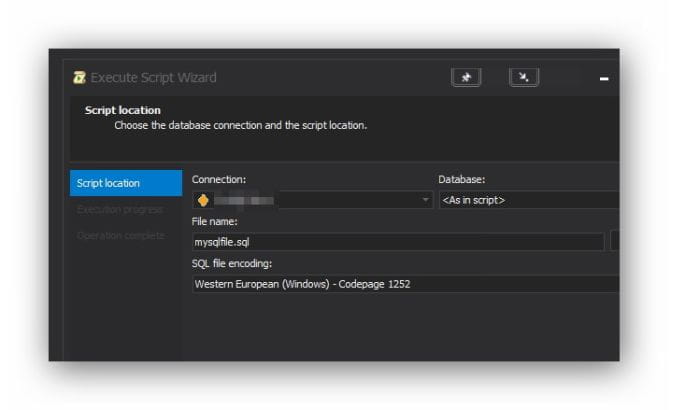 Execute Script Wizard
Script location
Choose the database connection and the script location.
Script location
Connection:
Database:
<As in script>
Execution progress
File name:
Operation complete
mysqlfile.sql
SQL file encoding:
Western European (Windows) - Codepage 1252